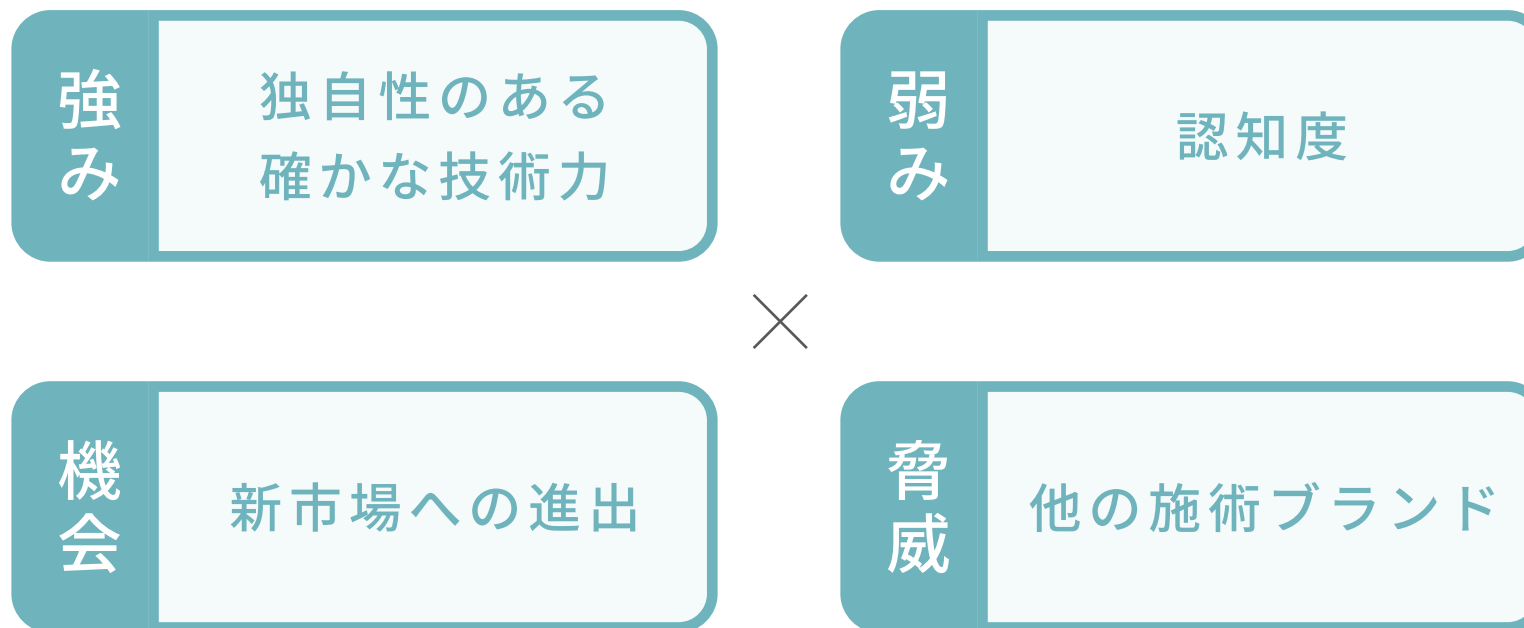 強み
独自性のある
確かな技術力
弱み
認知度
機会
新市場への進出
脅威
他の施術ブランド